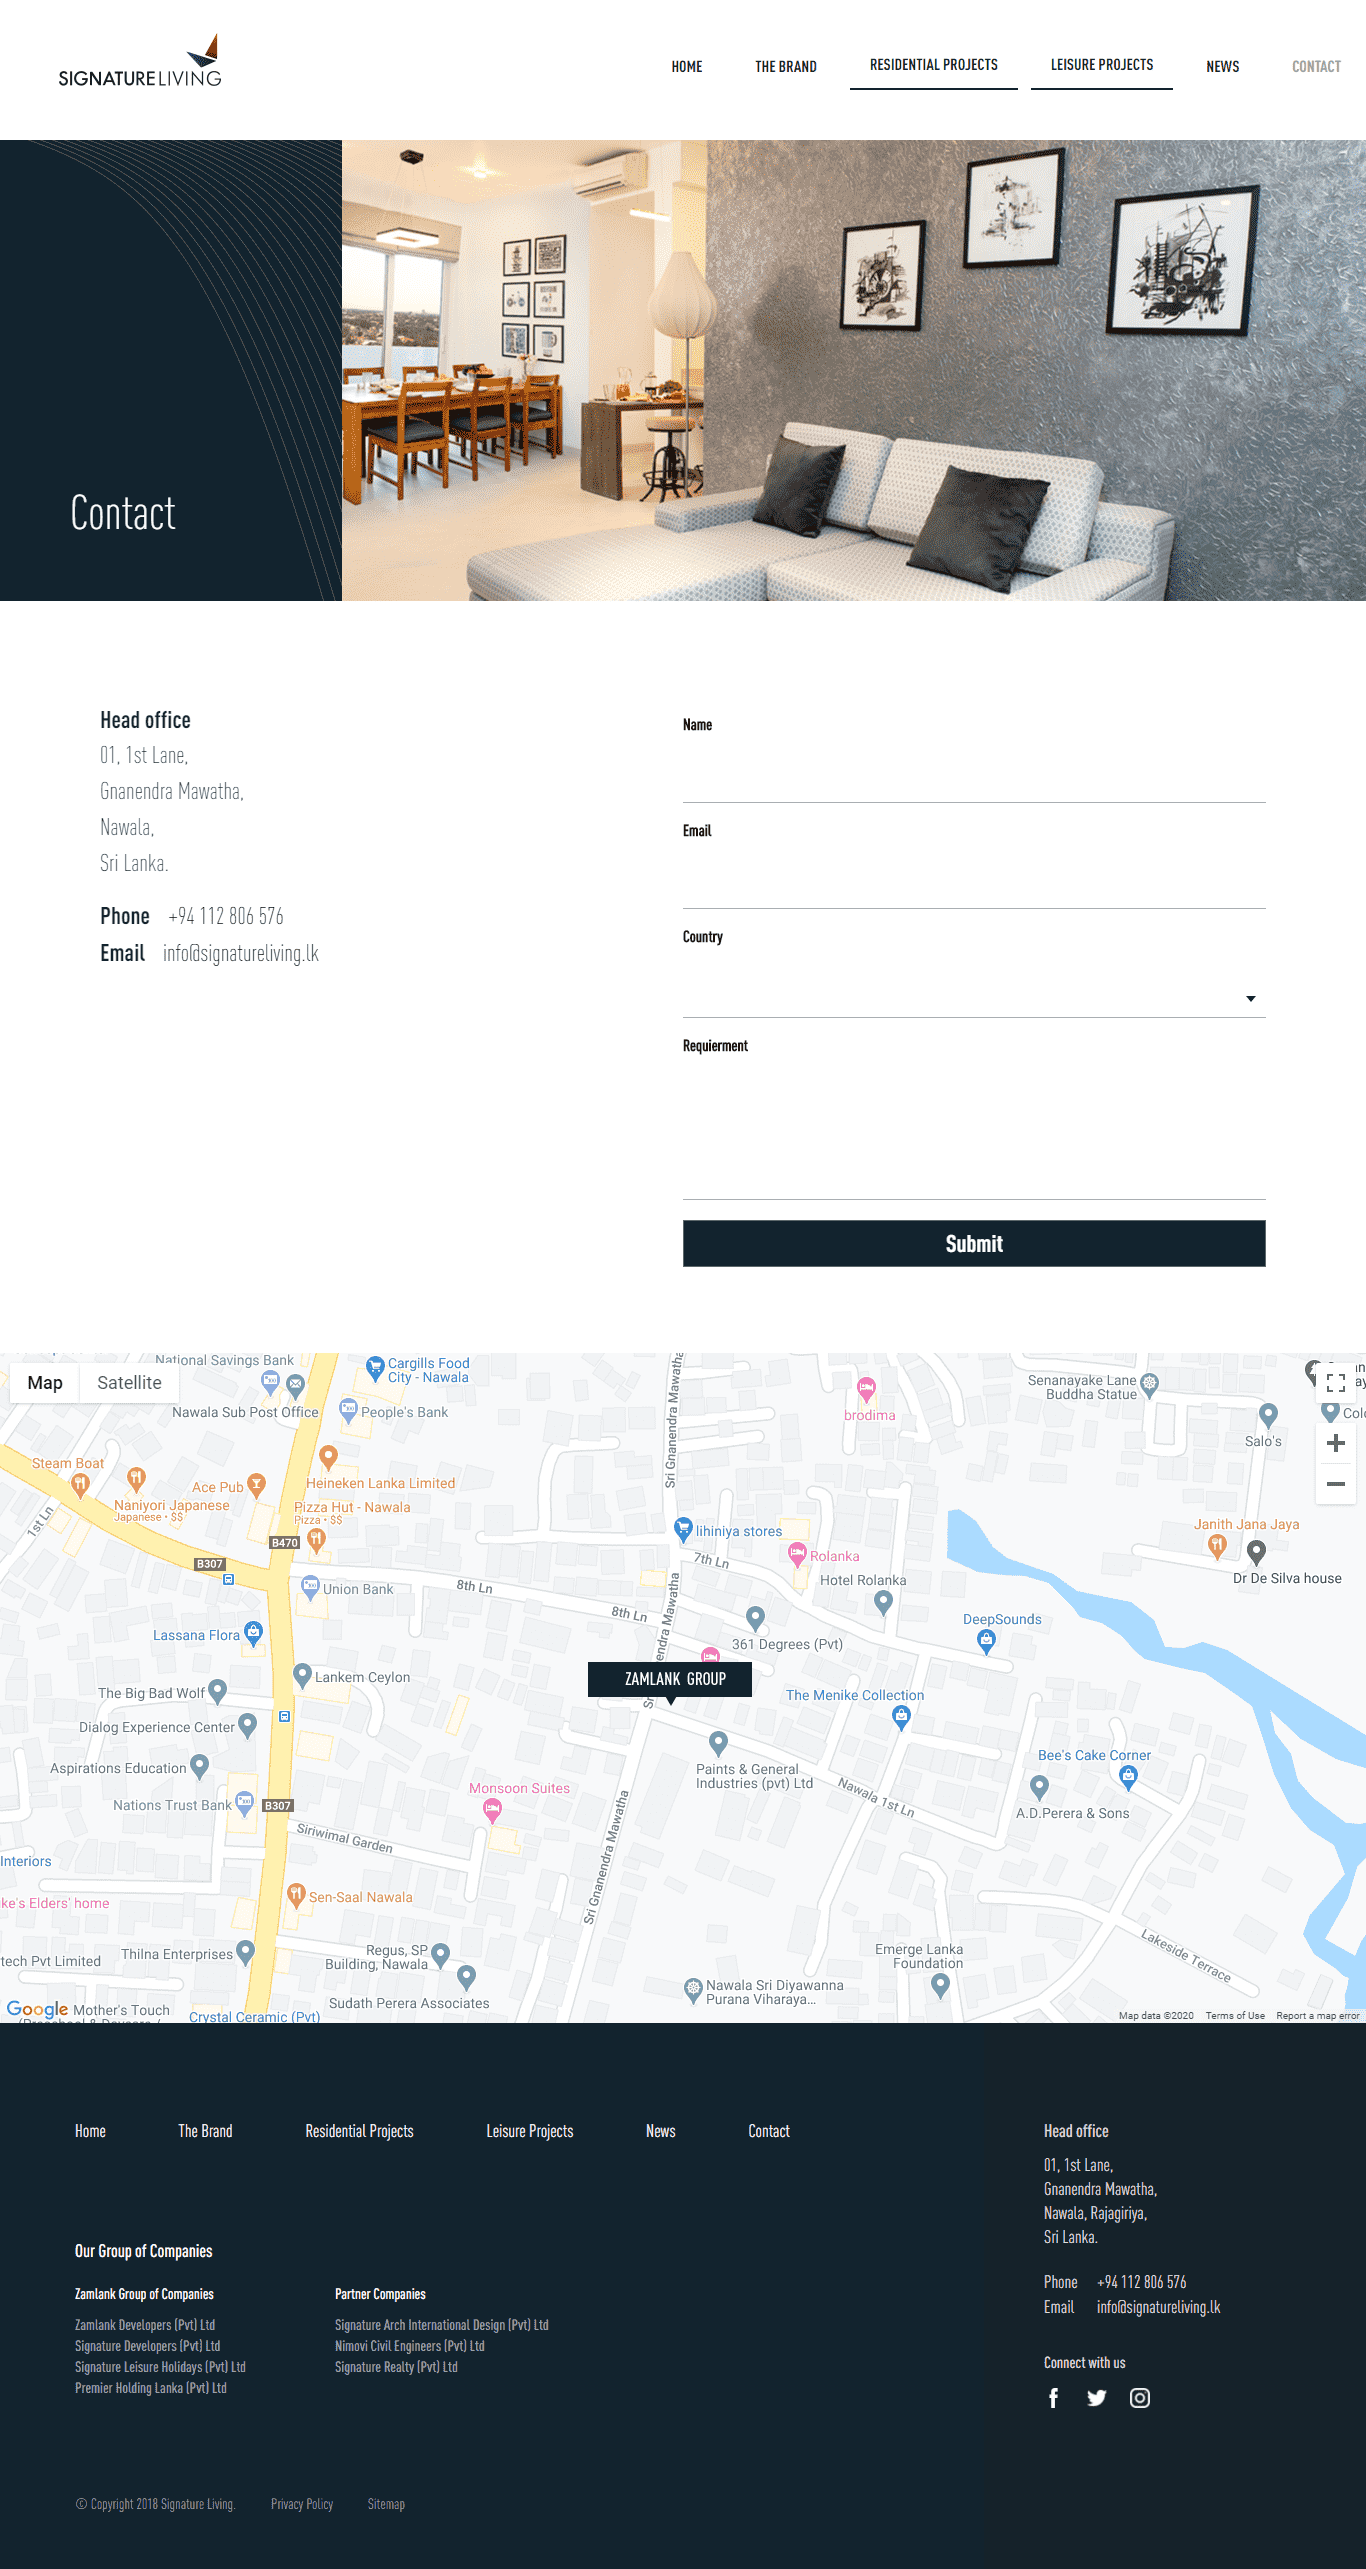 SIGNATURE LIVING
HOME
THE BRAND
RESIDENTIAL PROJECTS
LEISURE PROJECTS
NEWS
CONTACT
Contact
Head office
01, 1st Lane,
Gnanendra Mawatha,
Nawala,
Sri Lanka.
Phone +94 112 806 576
Email info@signatureliving.lk
Name
Email
Country
Requierment
Submit
Map
Satellite
National Savings Bank
Cargills Food
City - Nawala
Nawala Sub Post Office
People's Bank
Sri Gnanendra Mawatha
brodima
Senanayake Lane
Buddha Statue
Salo's
Steam Boat
Ace Pub
Heineken Lanka Limited
Naniyori Japanese
Japanese • $$
Pizza Hut - Nawala
Pizza • $$
1st Ln
B470
B307
Iihiniya stores
7th Ln
Rolanka
Hotel Rolanka
Janith Jana Jaya
Dr De Silva house
Union Bank
8th Ln
8th Ln
Lassana Flora
361 Degrees (Pvt)
DeepSounds
Lankem Ceylon
ZAMLANK GROUP
The Big Bad Wolf
The Menike Collection
Dialog Experience Center
Aspirations Education
Paints & General
Industries (pvt) Ltd
Bee's Cake Corner
Nations Trust Bank
B307
Monsoon Suites
Nawala 1st Ln
A.D.Perera & Sons
Siriwimal Garden
Sri Gnanendra Mawatha
Interiors
ke's Elders' home
Sen-Saal Nawala
tech Pvt Limited
Thilna Enterprises
Regus, SP
Building, Nawala
Emerge Lanka
Foundation
Lakeside Terrace
Nawala Sri Diyawanna
Purana Viharaya...
Sudath Perera Associates
Google
Mother's Touch
Crystal Ceramic (Pvt)
Map data ©2020
Terms of Use
Report a map error
Home
The Brand
Residential Projects
Leisure Projects
News
Contact
Our Group of Companies
Zamlank Group of Companies
Zamlank Developers (Pvt) Ltd
Signature Developers (Pvt) Ltd
Signature Leisure Holidays (Pvt) Ltd
Premier Holding Lanka (Pvt) Ltd
Partner Companies
Signature Arch International Design (Pvt) Ltd
Nimovi Civil Engineers (Pvt) Ltd
Signature Realty (Pvt) Ltd
Head office
01, 1st Lane,
Gnanendra Mawatha,
Nawala, Rajagiriya,
Sri Lanka.
Phone +94 112 806 576
Email info@signatureliving.lk
Connect with us
© Copyright 2018 Signature Living.
Privacy Policy
Sitemap